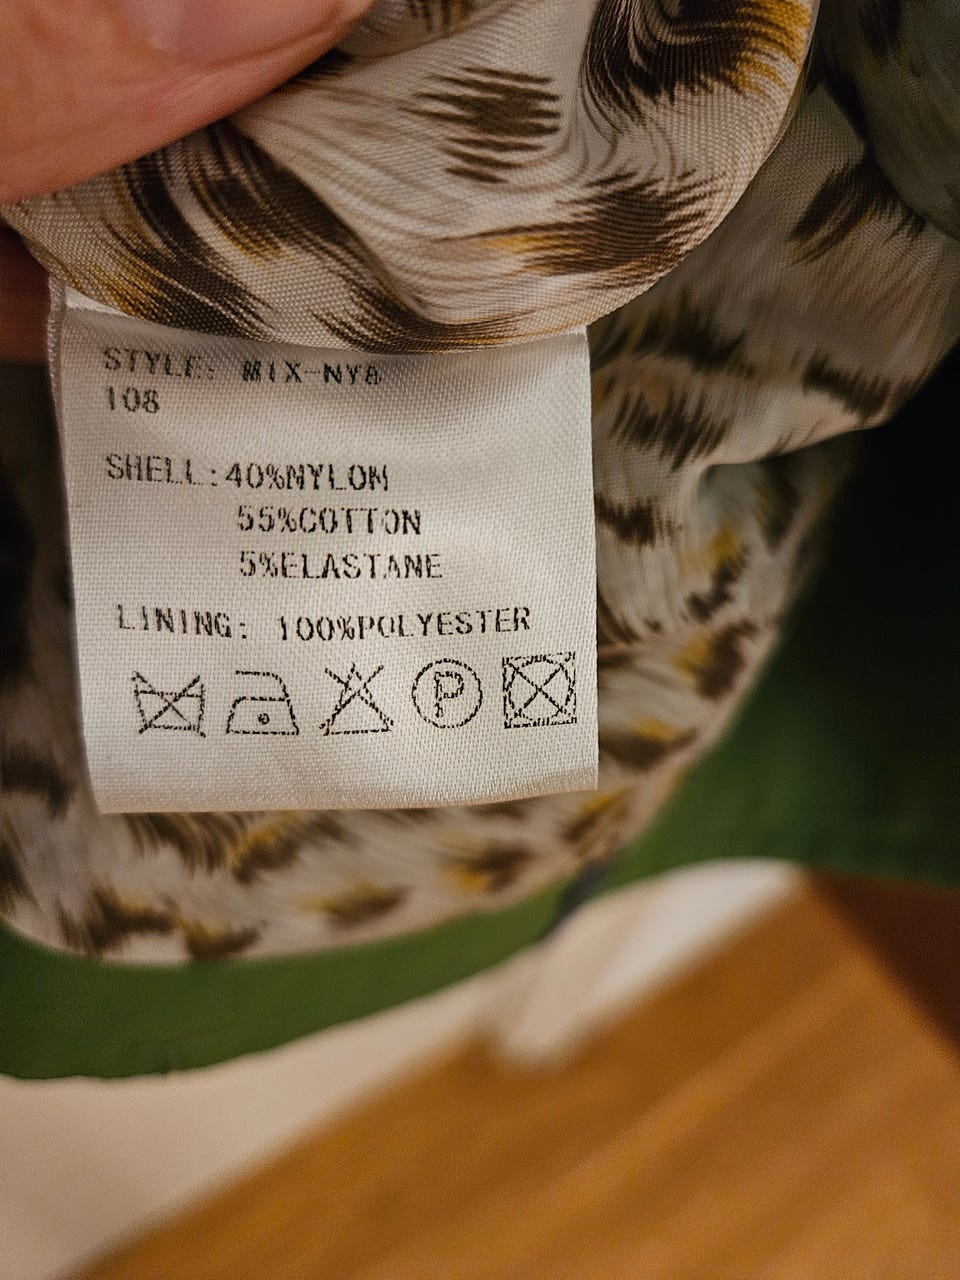 STYLE: MIX-NY8
108
SHELL: 40%NYLON
55%COTTON
5%ELASTANE
LINING: 100%POLYESTER
P